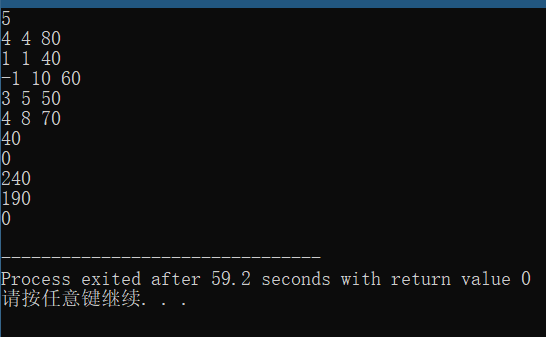 5
4 4 80
1 1 40
-1 10 60
3 5 50
4 8 70
40
0
240
190
0
--------------------------------
Process exited after 59.2 seconds with return value 0
请按任意键继续. . .